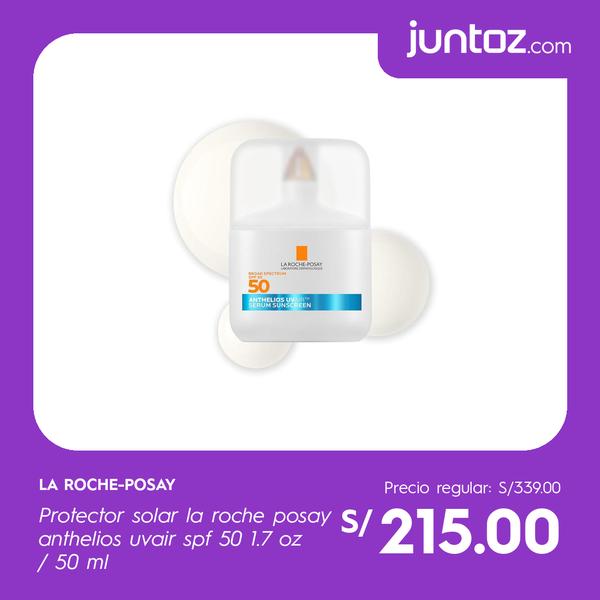 juntoz.com
LA ROCHE-POSAY
LABORATOIRE DERMATOLOGIQUE
BROAD SPECTRUM
SPF 50
50
ANTHELIOS UVAIR™
SERUM SUNSCREEN
LA ROCHE-POSAY
Protector solar la roche posay
anthelios uvair spf 50 1.7 oz
/ 50 ml
Precio regular: S/339.00
S/ 215.00